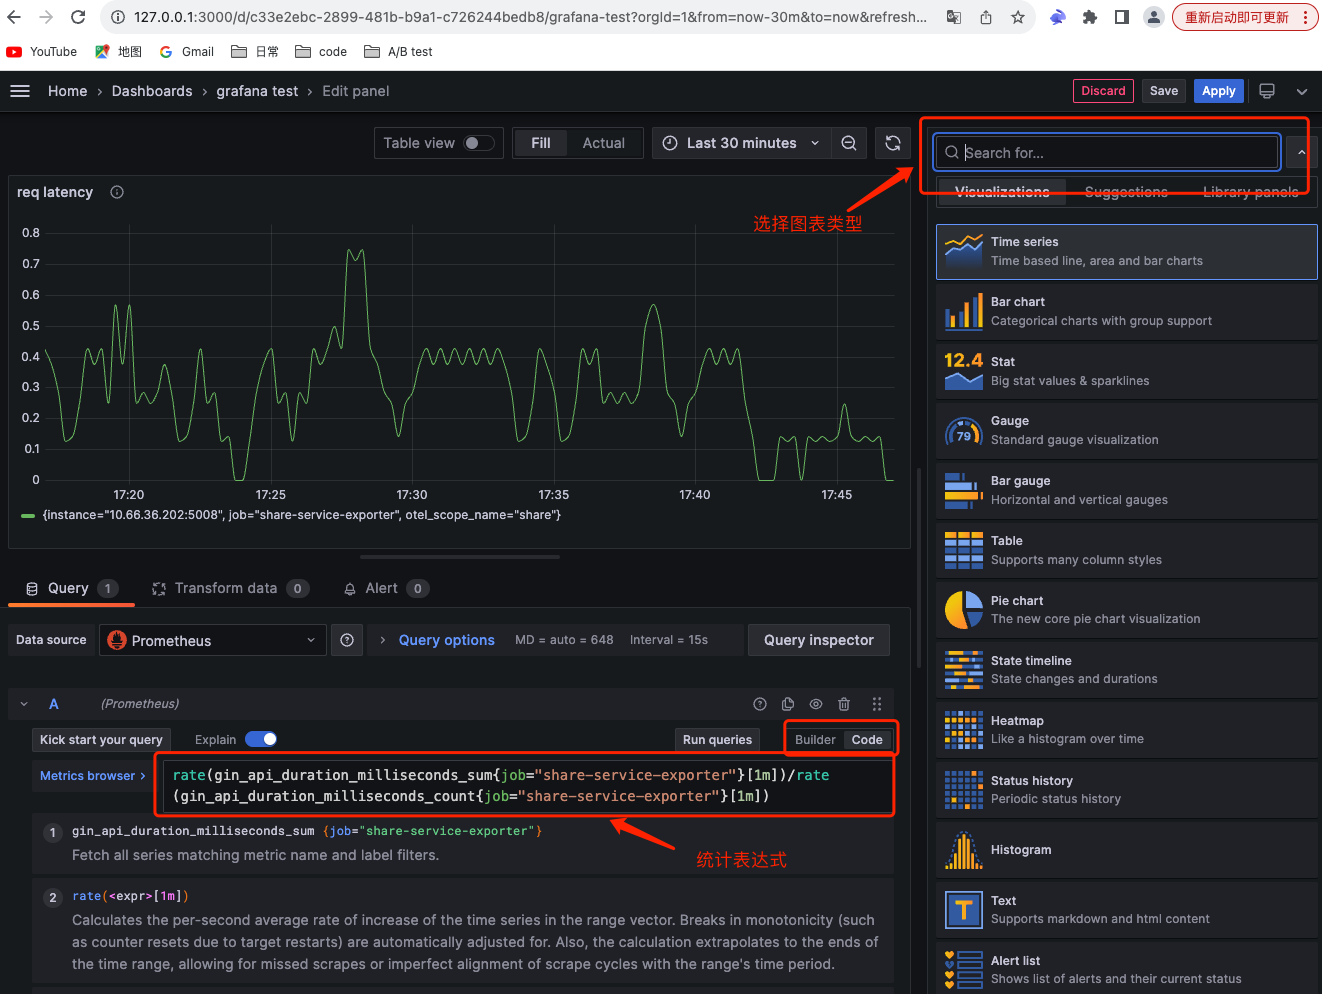 127.0.0.1:3000/d/c33e2ebc-2899-481b-b9a1-c726244bedb8/grafana-test?orgId=1&from=now-30m&to=now&refresh...
重新启动即可更新
YouTube
地图
Gmail
日常
code
A/B test
Home › Dashboards › grafana test › Edit panel
Discard
Save
Apply
Table view
Fill
Actual
Last 30 minutes
Search for...
Visualizations
Suggestions
Library panels
选择图表类型
req latency
0.8
0.7
0.6
0.5
0.4
0.3
0.2
0.1
0
17:20
17:25
17:30
17:35
17:40
17:45
{instance="10.66.36.202:5008", job="share-service-exporter", otel_scope_name="share"}
Query 1
Transform data 0
Alert 0
Data source
Prometheus
Query options
MD = auto = 648
Interval = 15s
Query inspector
A
(Prometheus)
Kick start your query
Explain
Run queries
Builder
Code
Metrics browser ›
rate(gin_api_duration_milliseconds_sum{job="share-service-exporter"}[1m])/rate
(gin_api_duration_milliseconds_count{job="share-service-exporter"}[1m])
统计表达式
1 gin_api_duration_milliseconds_sum {job="share-service-exporter"}
Fetch all series matching metric name and label filters.
2 rate(<expr>[1m])
Calculates the per-second average rate of increase of the time series in the range vector. Breaks in monotonicity (such
as counter resets due to target restarts) are automatically adjusted for. Also, the calculation extrapolates to the ends of
the time range, allowing for missed scrapes or imperfect alignment of scrape cycles with the range's time period.
Time series
Time based line, area and bar charts
Bar chart
Categorical charts with group support
12.4
Stat
Big stat values & sparklines
79
Gauge
Standard gauge visualization
Bar gauge
Horizontal and vertical gauges
Table
Supports many column styles
Pie chart
The new core pie chart visualization
State timeline
State changes and durations
Heatmap
Like a histogram over time
Status history
Periodic status history
Histogram
T
Text
Supports markdown and html content
Alert list
Shows list of alerts and their current status